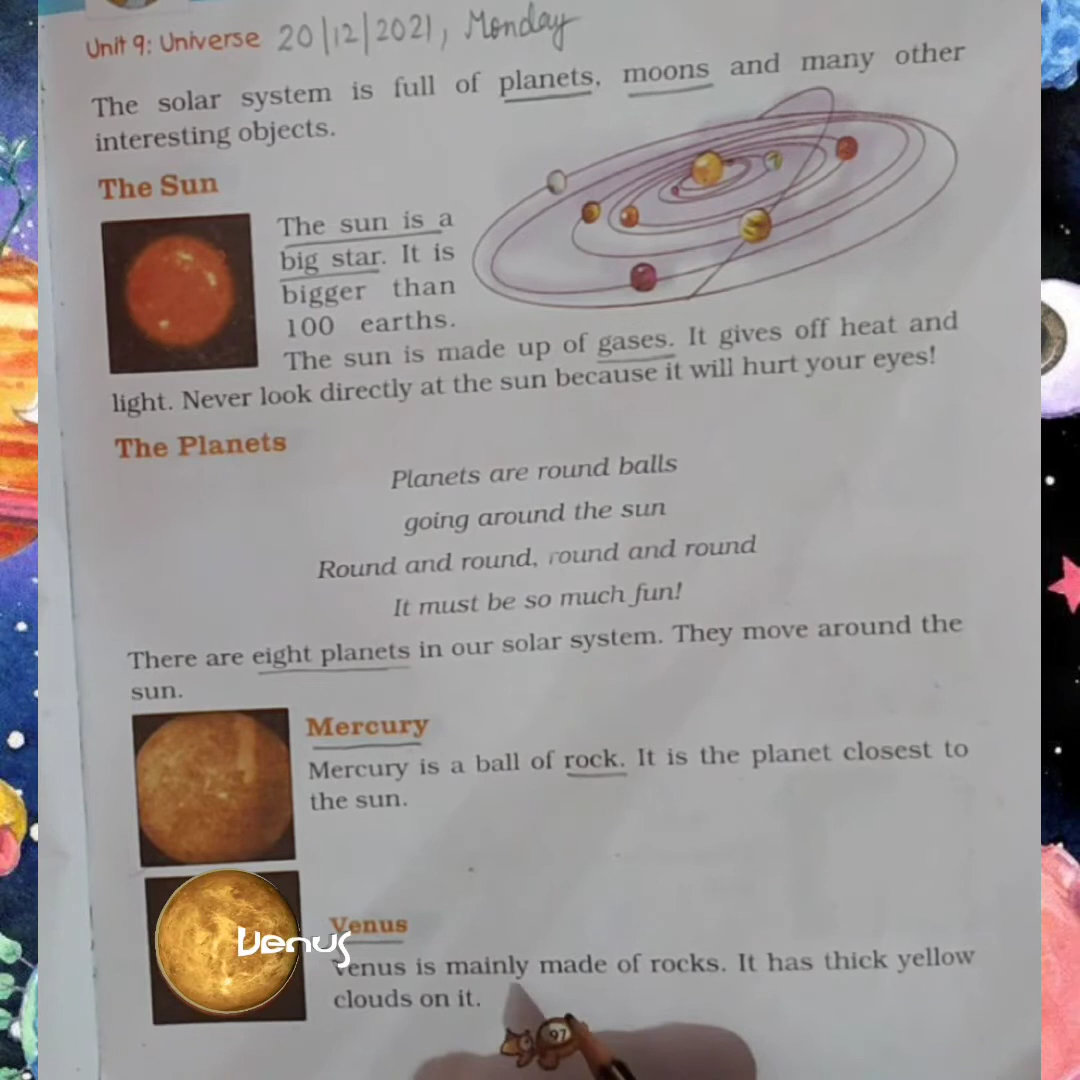 Unit 9: Universe 20/12/2021, Monday
The solar system is full of planets, moons and many other
interesting objects.
The Sun
The sun is a
big star. It is
bigger than
100 earths.
The sun is made up of gases. It gives off heat and
light. Never look directly at the sun because it will hurt your eyes!
The Planets
Planets are round balls
going around the sun
Round and round, round and round
It must be so much fun!
There are eight planets in our solar system. They move around the
sun.
Mercury
Mercury is a ball of rock. It is the planet closest to
the sun.
Venus
Venus
Venus is mainly made of rocks. It has thick yellow
clouds on it.
97